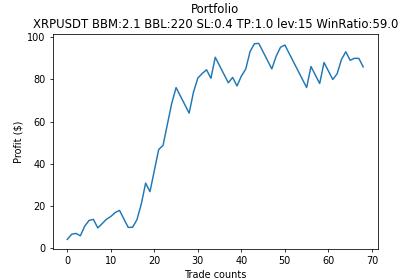 Portfolio
XRPUSDT BBM:2.1 BBL:220 SL:0.4 TP:1.0 lev:15 WinRatio:59.0
100
80
60
40
20
0
Profit ($)
0 10 20 30 40 50 60 70
Trade counts